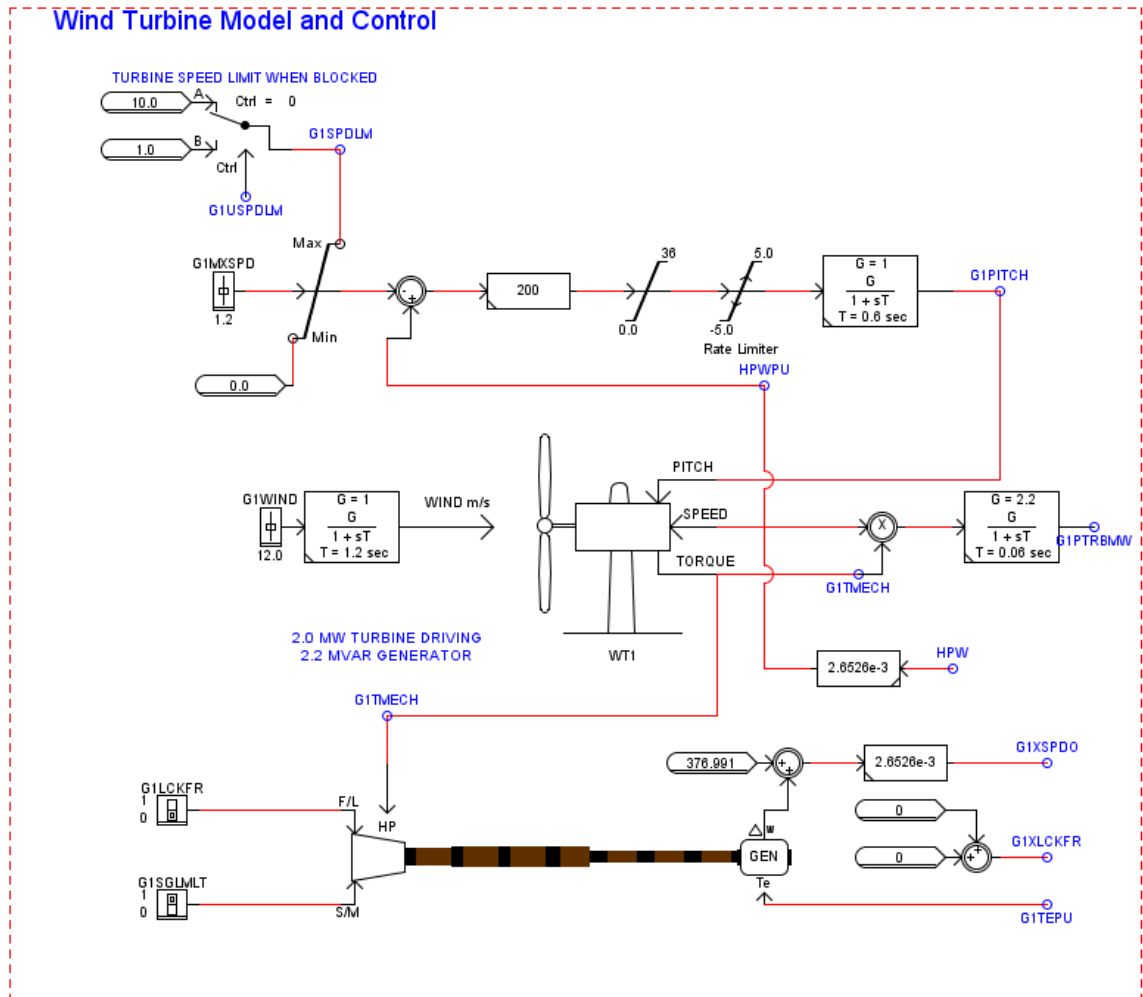 Wind Turbine Model and Control
TURBINE SPEED LIMIT WHEN BLOCKED
10.0
A
Ctrl = 0
1.0
B
Ctrl
G1SPDLM
G1USPDLM
Max
G1MXSPD
1.2
Min
0.0
-
+
200
36
0.0
5.0
-5.0
Rate Limiter
G = 1
G
1 + sT
T = 0.6 sec
G1PITCH
HPWPU
G1WIND
12.0
G = 1
G
1 + sT
T = 1.2 sec
WIND m/s
PITCH
SPEED
TORQUE
WT1
X
G1TMECH
G = 2.2
G
1 + sT
T = 0.06 sec
G1PTRBMW
2.0 MW TURBINE DRIVING
2.2 MVAR GENERATOR
2.6526e-3
HPW
G1TMECH
376.991
+
+
2.6526e-3
G1XSPDO
G1LCKFR
1
0
F/L
HP
G1SGLMLT
1
0
S/M
△ w
GEN
Te
0
0
+
+
G1XLCKFR
G1TEPU